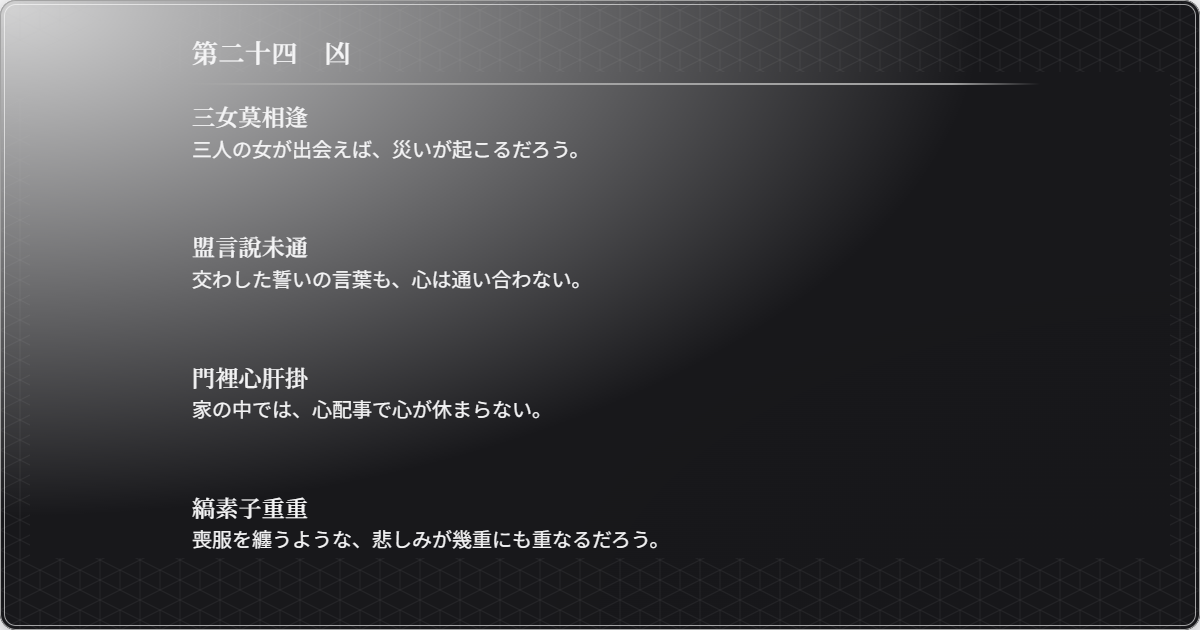 第二十四　凶
三女莫相逢
三人の女が出会えば、災いが起こるだろう。
盟言說未通
交わした誓いの言葉も、心は通い合わない。
門裡心肝掛
家の中では、心配事で心が休まらない。
縞素子重重
喪服を纏うような、悲しみが幾重にも重なるだろう。